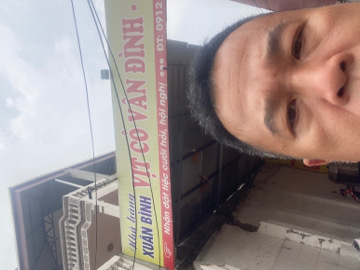 Nhà hàng
XUÂN BÌNH
VỊT CỎ VÂN ĐÌNH -
Nhận đặt tiệc cưới hỏi, hội nghị ... ĐT: 0912